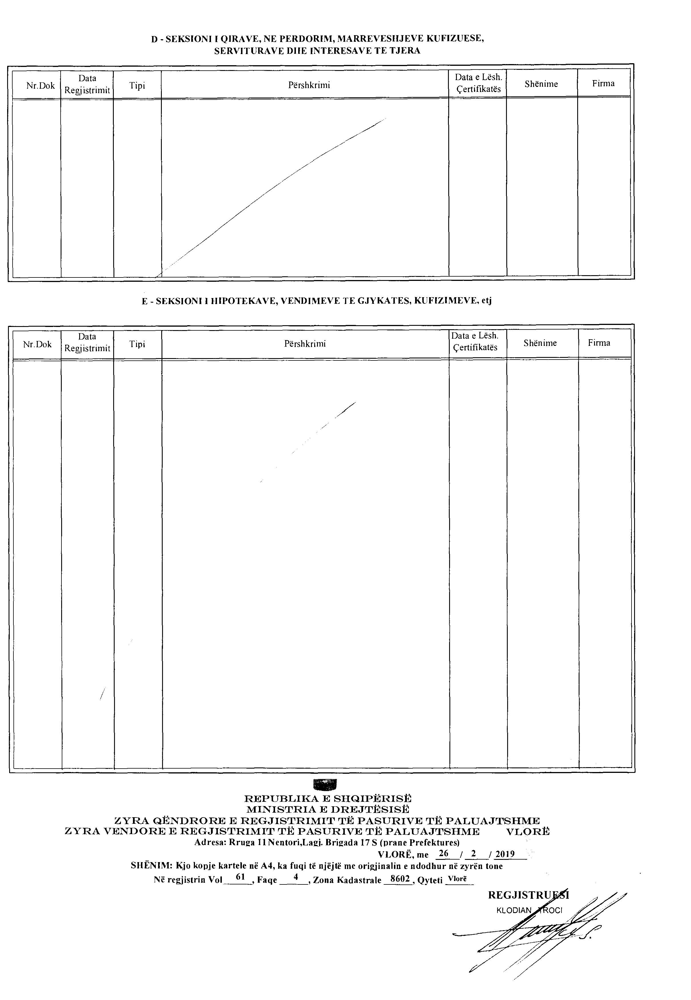 D - SEKSIONI I QIRAVE, NE PERDORIM, MARREVESHJEVE KUFIZUESE,
SERVITURAVE DHE INTERESAVE TE TJERA
Nr.Dok
Data
Regjistrimit
Tipi
Përshkrimi
Data e Lësh.
Çertifikatës
Shënime
Firma
E - SEKSIONI I HIPOTEKAVE, VENDIMEVE TE GJYKATES, KUFIZIMEVE, etj
Nr.Dok
Data
Regjistrimit
Tipi
Përshkrimi
Data e Lësh.
Çertifikatës
Shënime
Firma
REPUBLIKA E SHQIPËRISË
MINISTRIA E DREJTËSISË
ZYRA QËNDRORE E REGJISTRIMIT TË PASURIVE TË PALUAJTSHME
ZYRA VENDORE E REGJISTRIMIT TË PASURIVE TË PALUAJTSHME VLORË
Adresa: Rruga 11Nentori,Lagj. Brigada 17 S (prane Prefektures)
VLORË, me 26 / 2 / 2019
SHËNIM: Kjo kopje kartele në A4, ka fuqi të njëjtë me origjinalin e ndodhur në zyrën tone
Në regjistrin Vol 61 , Faqe 4 , Zona Kadastrale 8602 , Qyteti Vlorë
REGJISTRUESI
KLODIAN TROCI